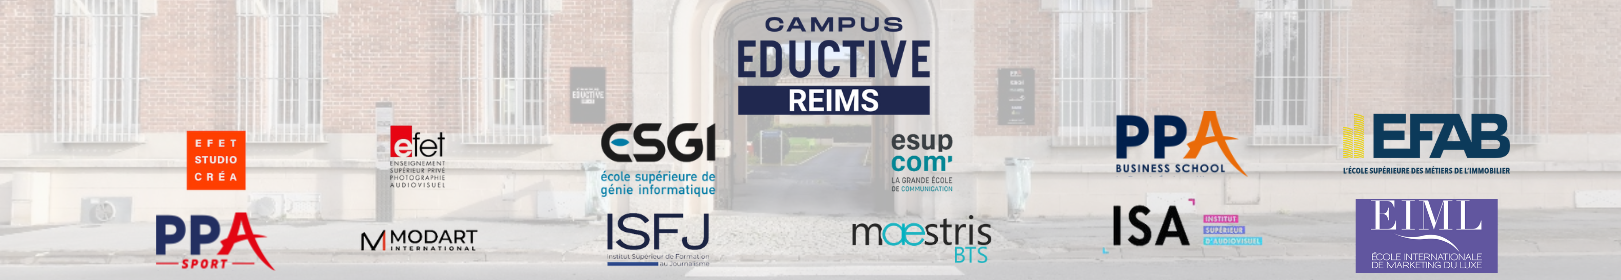 CAMPUS
EDUCTIVE
REIMS
EDUCTIVE
EFET
STUDIO
CRÉA
efet
ENSEIGNEMENT
SUPÉRIEUR PRIVÉ
PHOTOGRAPHIE
AUDIOVISUEL
ESGI
école supérieure de
génie informatique
esup
com'
LA GRANDE ÉCOLE
DE COMMUNICATION
PPA
BUSINESS SCHOOL
EFAB
L'ÉCOLE SUPÉRIEURE DES MÉTIERS DE L'IMMOBILIER
PPA
SPORT
MODART
INTERNATIONAL
ISFJ
Institut Supérieur de Formation
au Journalisme
maestris
BTS
ISA
INSTITUT
SUPÉRIEUR
D'AUDIOVISUEL
EIML
ÉCOLE INTERNATIONALE
DE MARKETING DU LUXE